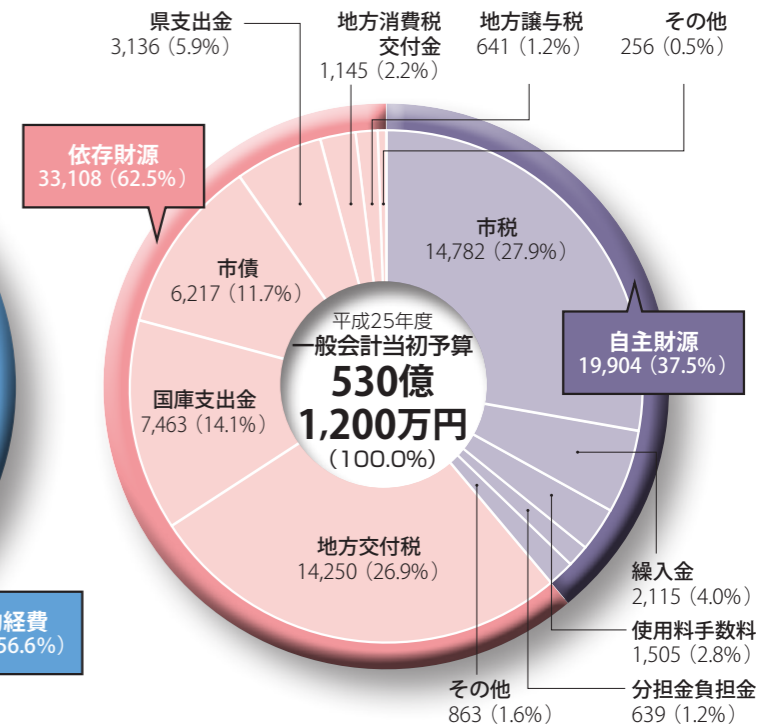 県支出金
3,136（5.9%）
地方消費税
交付金
1,145（2.2%）
地方譲与税
641（1.2%）
その他
256（0.5%）
依存財源
33,108（62.5%）
市税
14,782（27.9%）
市債
6,217（11.7%）
平成25年度
一般会計当初予算
530億
1,200万円
（100.0%）
自主財源
19,904（37.5%）
国庫支出金
7,463（14.1%）
地方交付税
14,250（26.9%）
繰入金
2,115（4.0%）
使用料手数料
1,505（2.8%）
分担金負担金
639（1.2%）
その他
863（1.6%）
経費
56.6%）